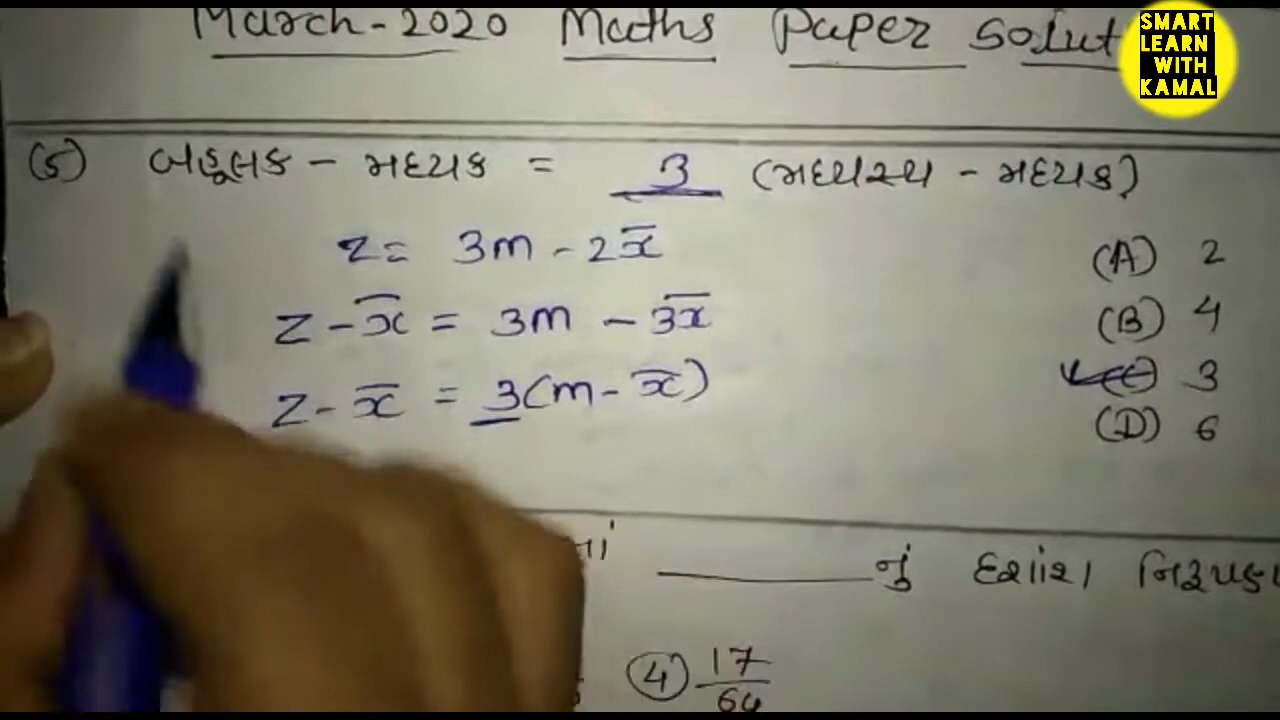 March-2020 Maths Paper Solut
SMART
LEARN
WITH
KAMAL
(5) બહુલક - મધ્યક = 3 (મધ્યસ્થ - મધ્યક)
z = 3m - 2x̅
z - x̅ = 3m - 3x̅
z - x̅ = 3(m - x̅)
(A) 2
(B) 4
(C) 3
(D) 6
માં ______ નું દશાંશ નિરૂપણ
④ 17/64